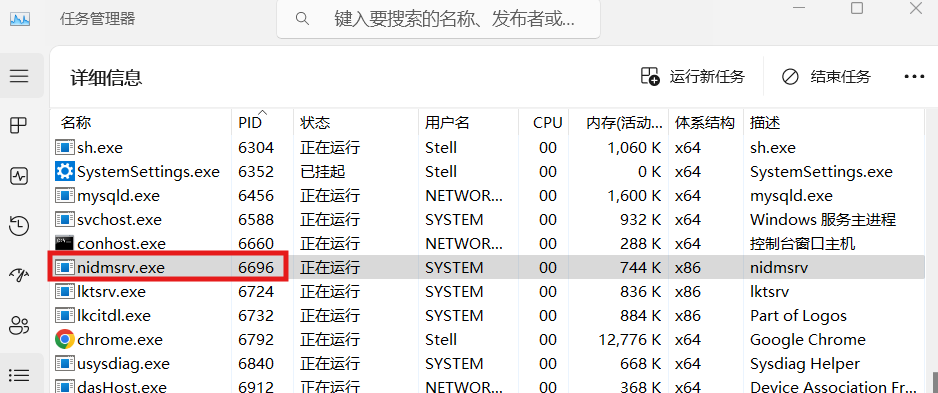 任务管理器
键入要搜索的名称、发布者或...
详细信息
运行新任务
结束任务
名称 PID 状态 用户名 CPU 内存(活动... 体系结构 描述
sh.exe 6304 正在运行 Stell 00 1,060 K x64 sh.exe
SystemSettings.exe 6352 已挂起 Stell 00 0 K x64 SystemSettings.exe
mysqld.exe 6456 正在运行 NETWOR... 00 1,600 K x64 mysqld.exe
svchost.exe 6588 正在运行 SYSTEM 00 932 K x64 Windows 服务主进程
conhost.exe 6660 正在运行 NETWOR... 00 288 K x64 控制台窗口主机
nidmsrv.exe 6696 正在运行 SYSTEM 00 744 K x86 nidmsrv
lktsrv.exe 6724 正在运行 SYSTEM 00 836 K x86 lktsrv
lkcitdl.exe 6732 正在运行 SYSTEM 00 884 K x86 Part of Logos
chrome.exe 6792 正在运行 Stell 00 12,776 K x64 Google Chrome
usysdiag.exe 6840 正在运行 SYSTEM 00 668 K x64 Sysdiag Helper
dasHost.exe 6912 正在运行 NETWOR... 00 368 K x64 Device Association Fr...